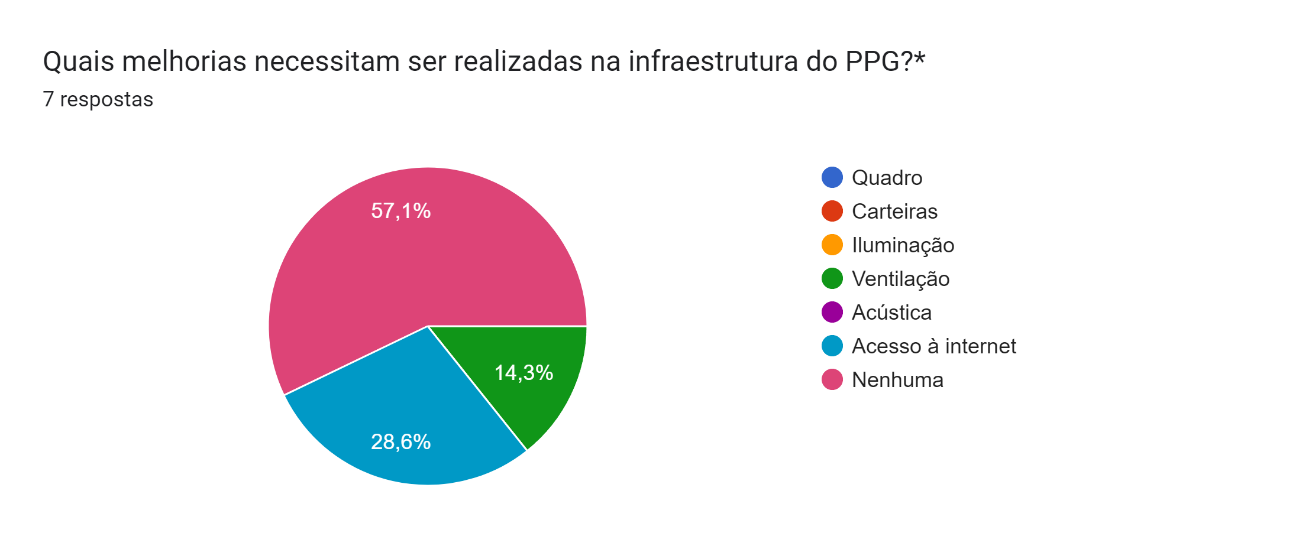 Quais melhorias necessitam ser realizadas na infraestrutura do PPG?*
7 respostas
57,1%
14,3%
28,6%
Quadro
Carteiras
Iluminação
Ventilação
Acústica
Acesso à internet
Nenhuma